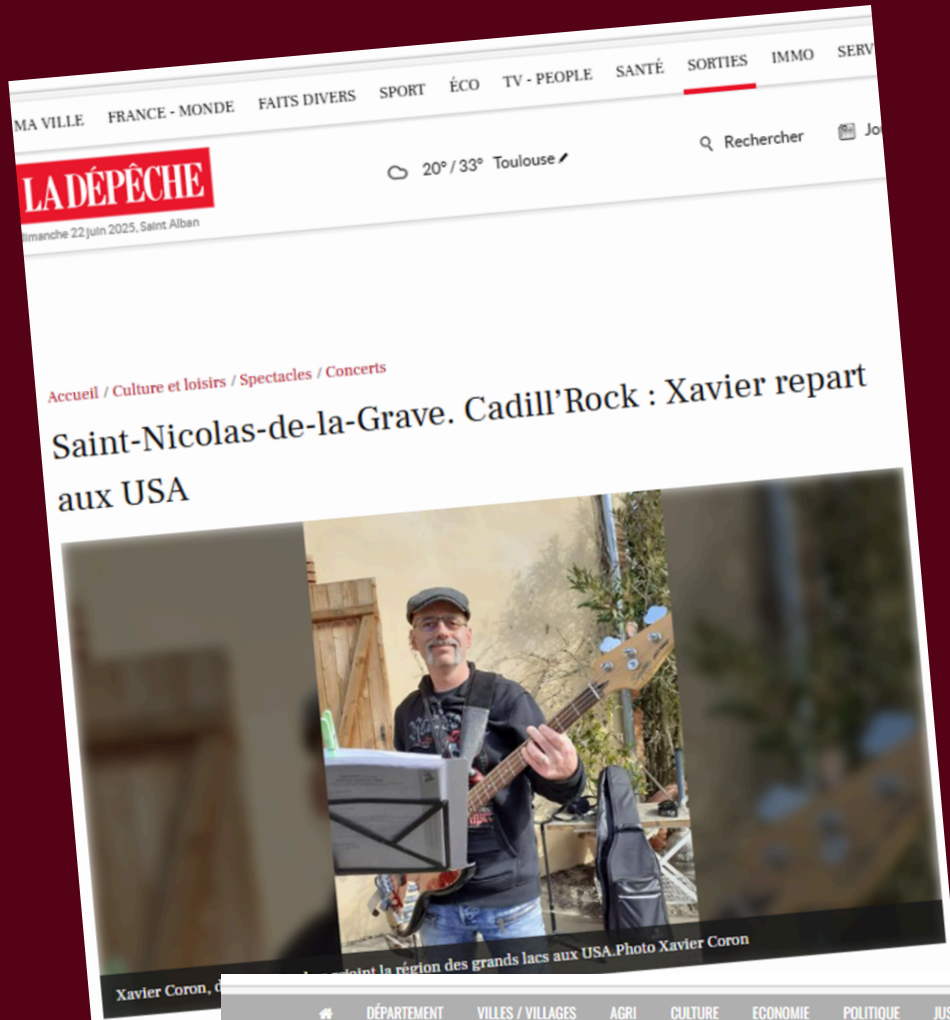 MA VILLE FRANCE - MONDE FAITS DIVERS SPORT ÉCO TV - PEOPLE SANTÉ SORTIES IMMO
LA DÉPÊCHE
20° / 33° Toulouse
Rechercher
22 juin 2025, Saint Alban
Accueil / Culture et loisirs / Spectacles / Concerts
Saint-Nicolas-de-la-Grave. Cadill’Rock : Xavier repart
aux USA
Xavier Coron, la région des grands lacs aux USA.Photo Xavier Coron
DÉPARTEMENT VILLES / VILLAGES AGRI CULTURE ECONOMIE POLITIQUE